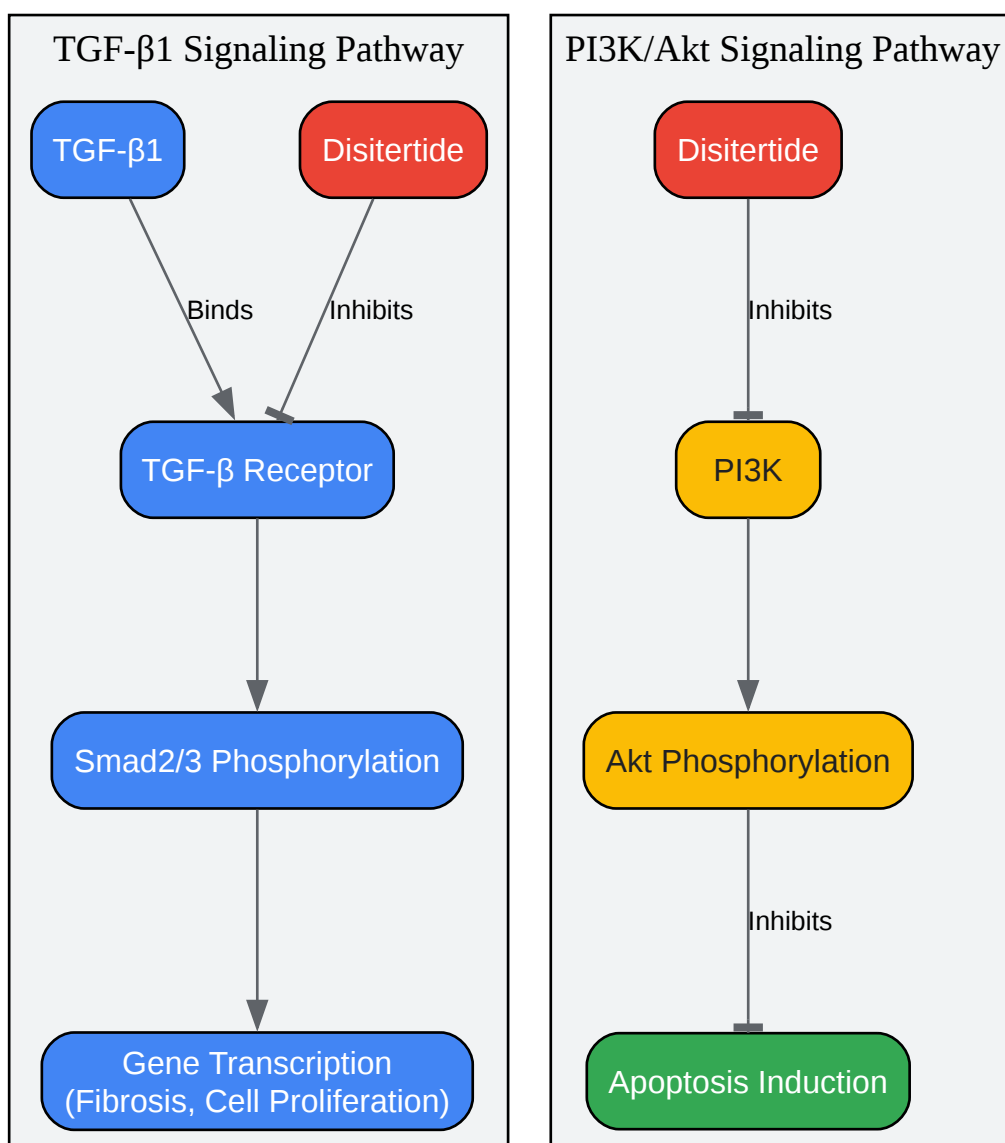 TGF-β1 Signaling Pathway
TGF-β1
Disitertide
Binds
Inhibits
TGF-β Receptor
Smad2/3 Phosphorylation
Gene Transcription
(Fibrosis, Cell Proliferation)
PI3K/Akt Signaling Pathway
Disitertide
Inhibits
PI3K
Akt Phosphorylation
Inhibits
Apoptosis Induction